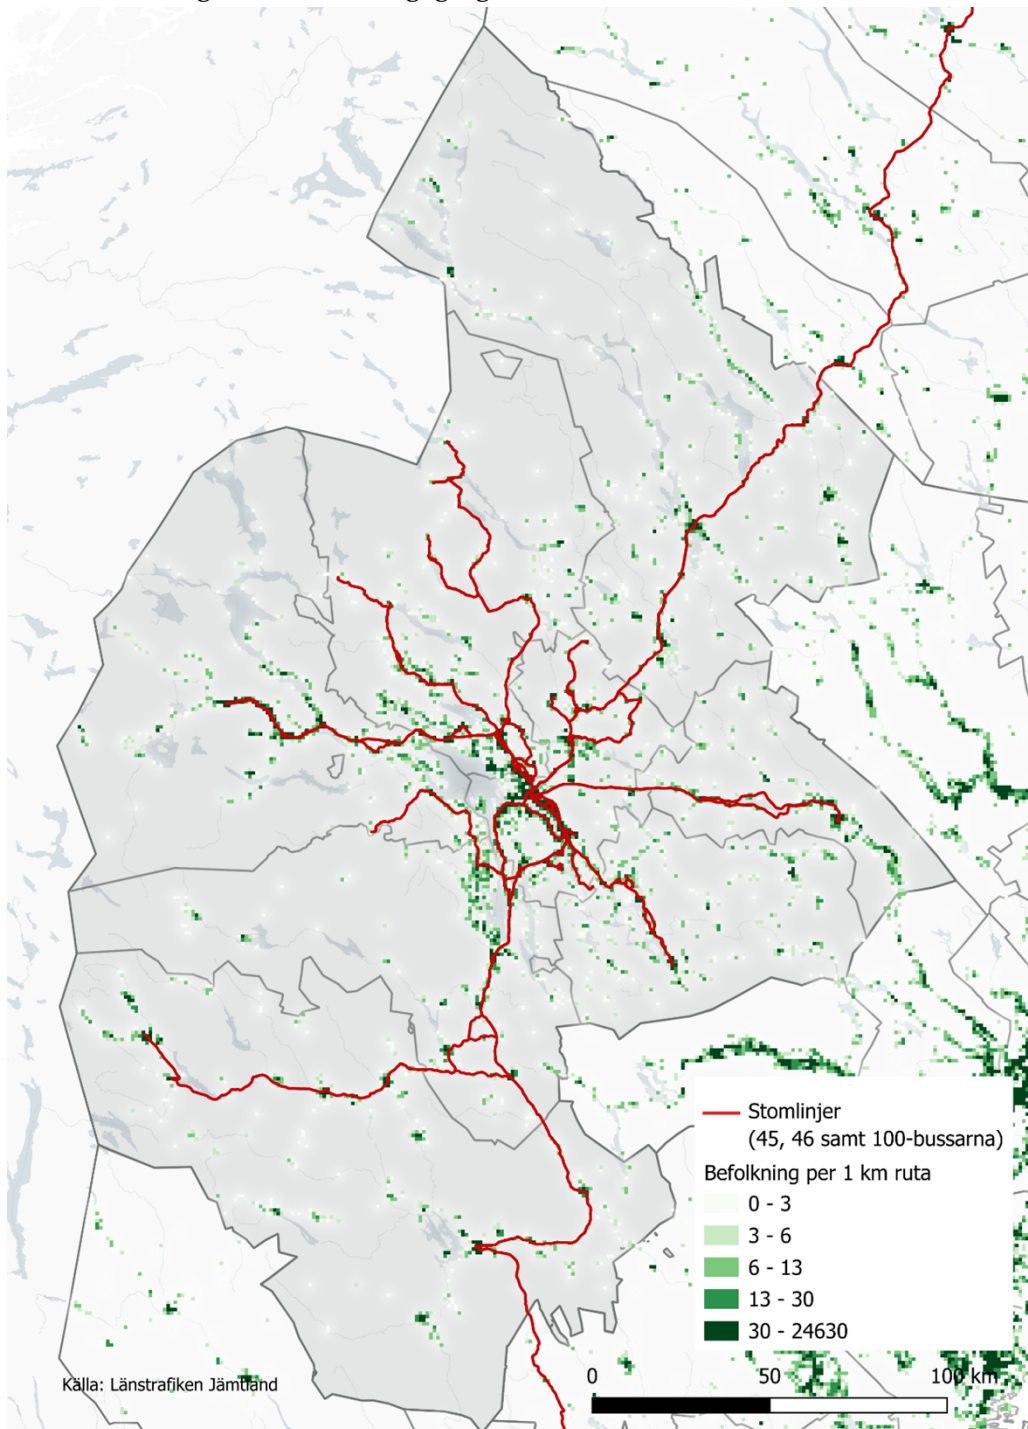 Stomlinjer
(45, 46 samt 100-bussarna)
Befolkning per 1 km ruta
0 - 3
3 - 6
6 - 13
13 - 30
30 - 24630
Källa: Länstrafiken Jämtland
0 50 100 km